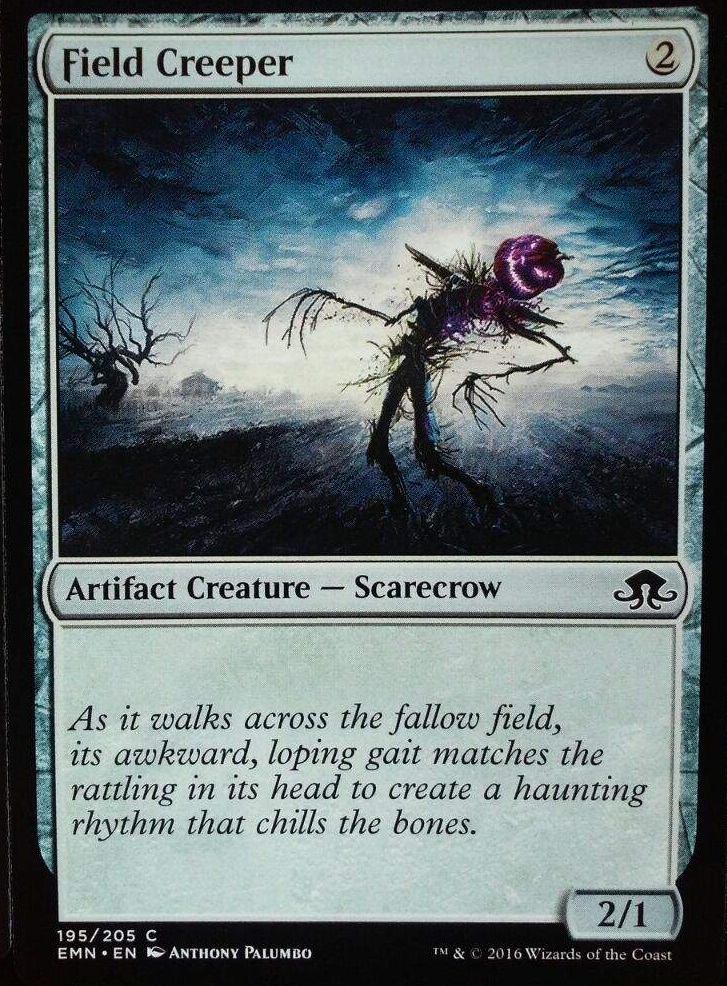 Field Creeper
2
Artifact Creature — Scarecrow
As it walks across the fallow field,
its awkward, loping gait matches the
rattling in its head to create a haunting
rhythm that chills the bones.
2/1
195/205 C
EMN • EN Anthony Palumbo
™ & © 2016 Wizards of the Coast